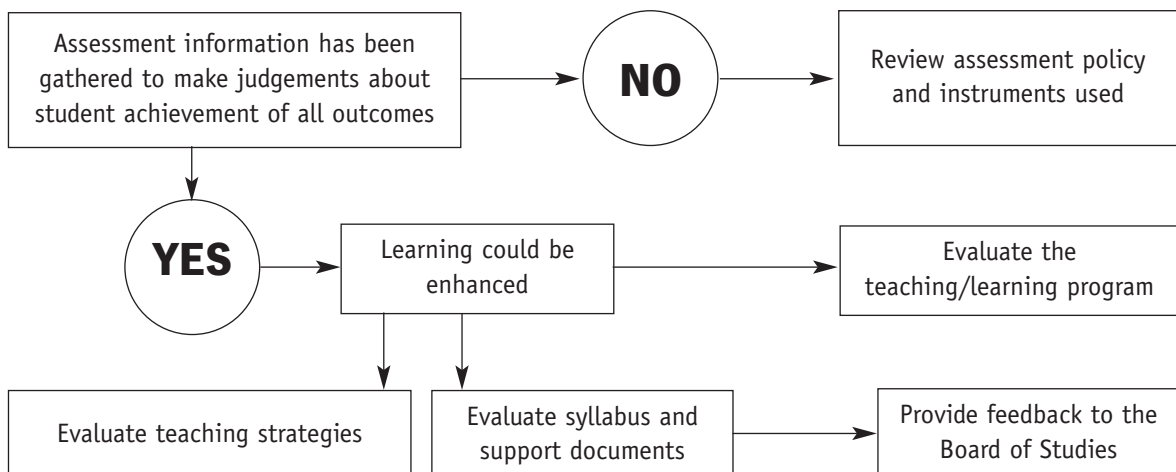 Assessment information has been
gathered to make judgements about
student achievement of all outcomes
NO
Review assessment policy
and instruments used
YES
Learning could be
enhanced
Evaluate the
teaching/learning program
Evaluate teaching strategies
Evaluate syllabus and
support documents
Provide feedback to the
Board of Studies